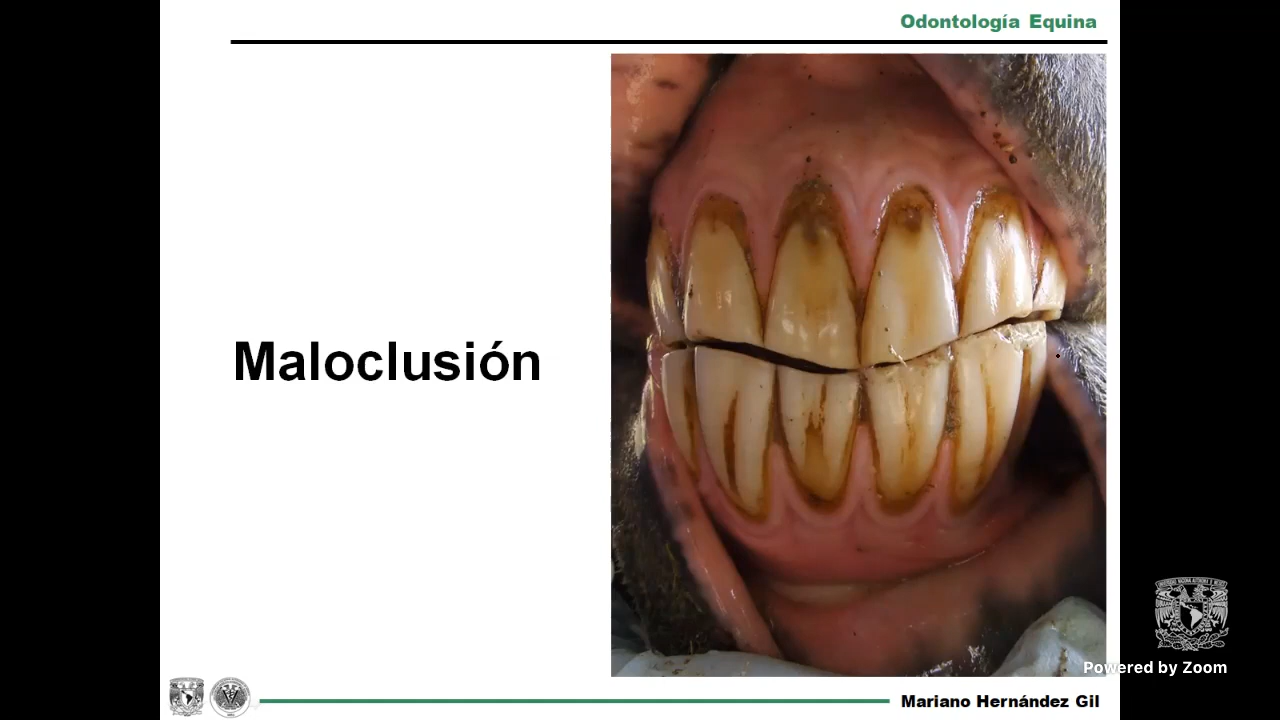 Odontología Equina
Maloclusión
Mariano Hernández Gil
Powered by Zoom